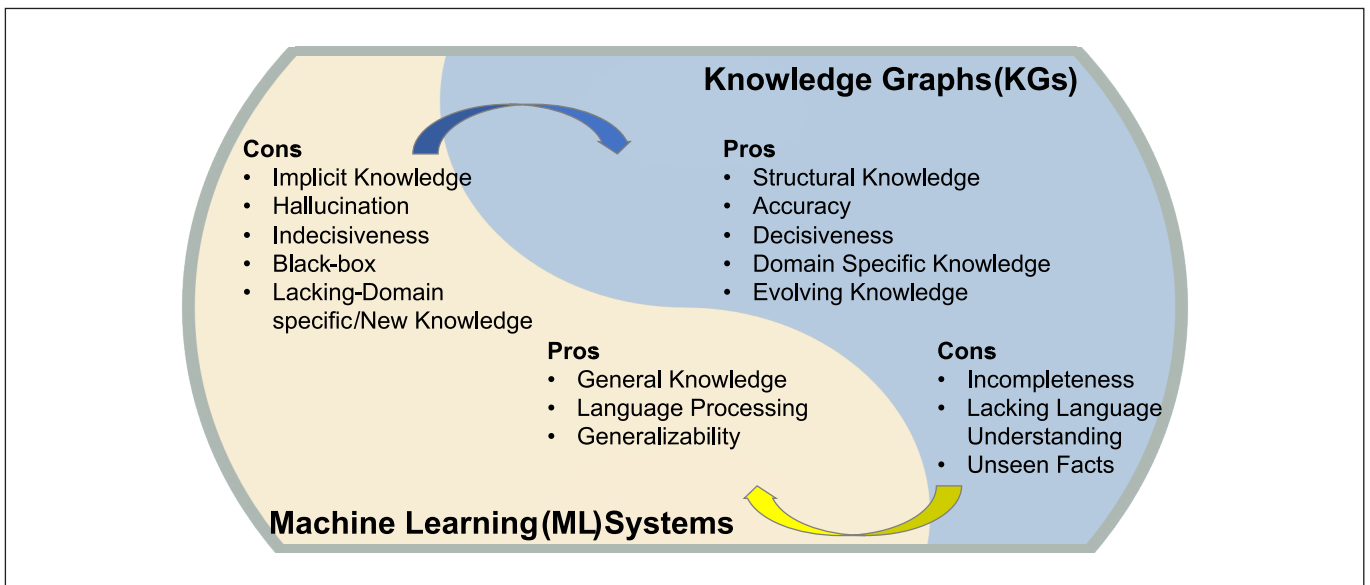 Knowledge Graphs(KGs)
Cons
• Implicit Knowledge
• Hallucination
• Indecisiveness
• Black-box
• Lacking-Domain
specific/New Knowledge
Pros
• Structural Knowledge
• Accuracy
• Decisiveness
• Domain Specific Knowledge
• Evolving Knowledge
Pros
• General Knowledge
• Language Processing
• Generalizability
Cons
• Incompleteness
• Lacking Language
Understanding
• Unseen Facts
Machine Learning(ML)Systems